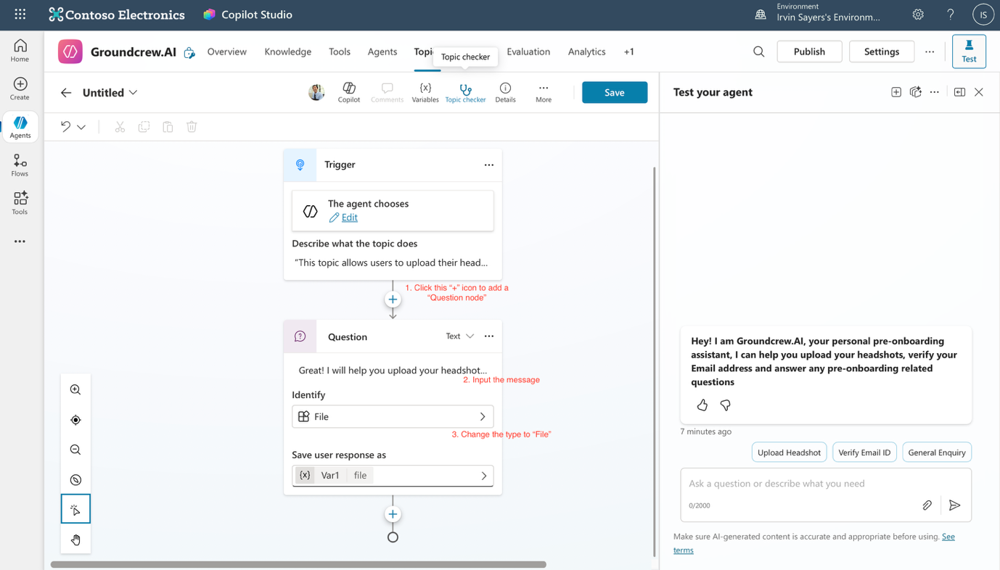 Contoso Electronics
Copilot Studio
Environment
Irvin Sayers's Environm...
?
IS
Home
Create
Agents
Flows
Tools
Groundcrew.AI
Overview
Knowledge
Tools
Agents
Topic checker
Evaluation
Analytics
+1
Publish
Settings
Test
Untitled
Copilot
Comments
{x}
Variables
Topic checker
Details
More
Save
Trigger
The agent chooses
Edit
Describe what the topic does
“This topic allows users to upload their head...
1. Click this “+” icon to add a
“Question node”
Question
Text
Great! I will help you upload your headshot...
2. Input the message
Identify
File
3. Change the type to “File”
Save user response as
{x} Var1 file
Test your agent
Hey! I am Groundcrew.AI, your personal pre-onboarding
assistant, I can help you upload your headshots, verify your
Email address and answer any pre-onboarding related
questions
7 minutes ago
Upload Headshot
Verify Email ID
General Enquiry
Ask a question or describe what you need
0/2000
Make sure AI-generated content is accurate and appropriate before using. See
terms